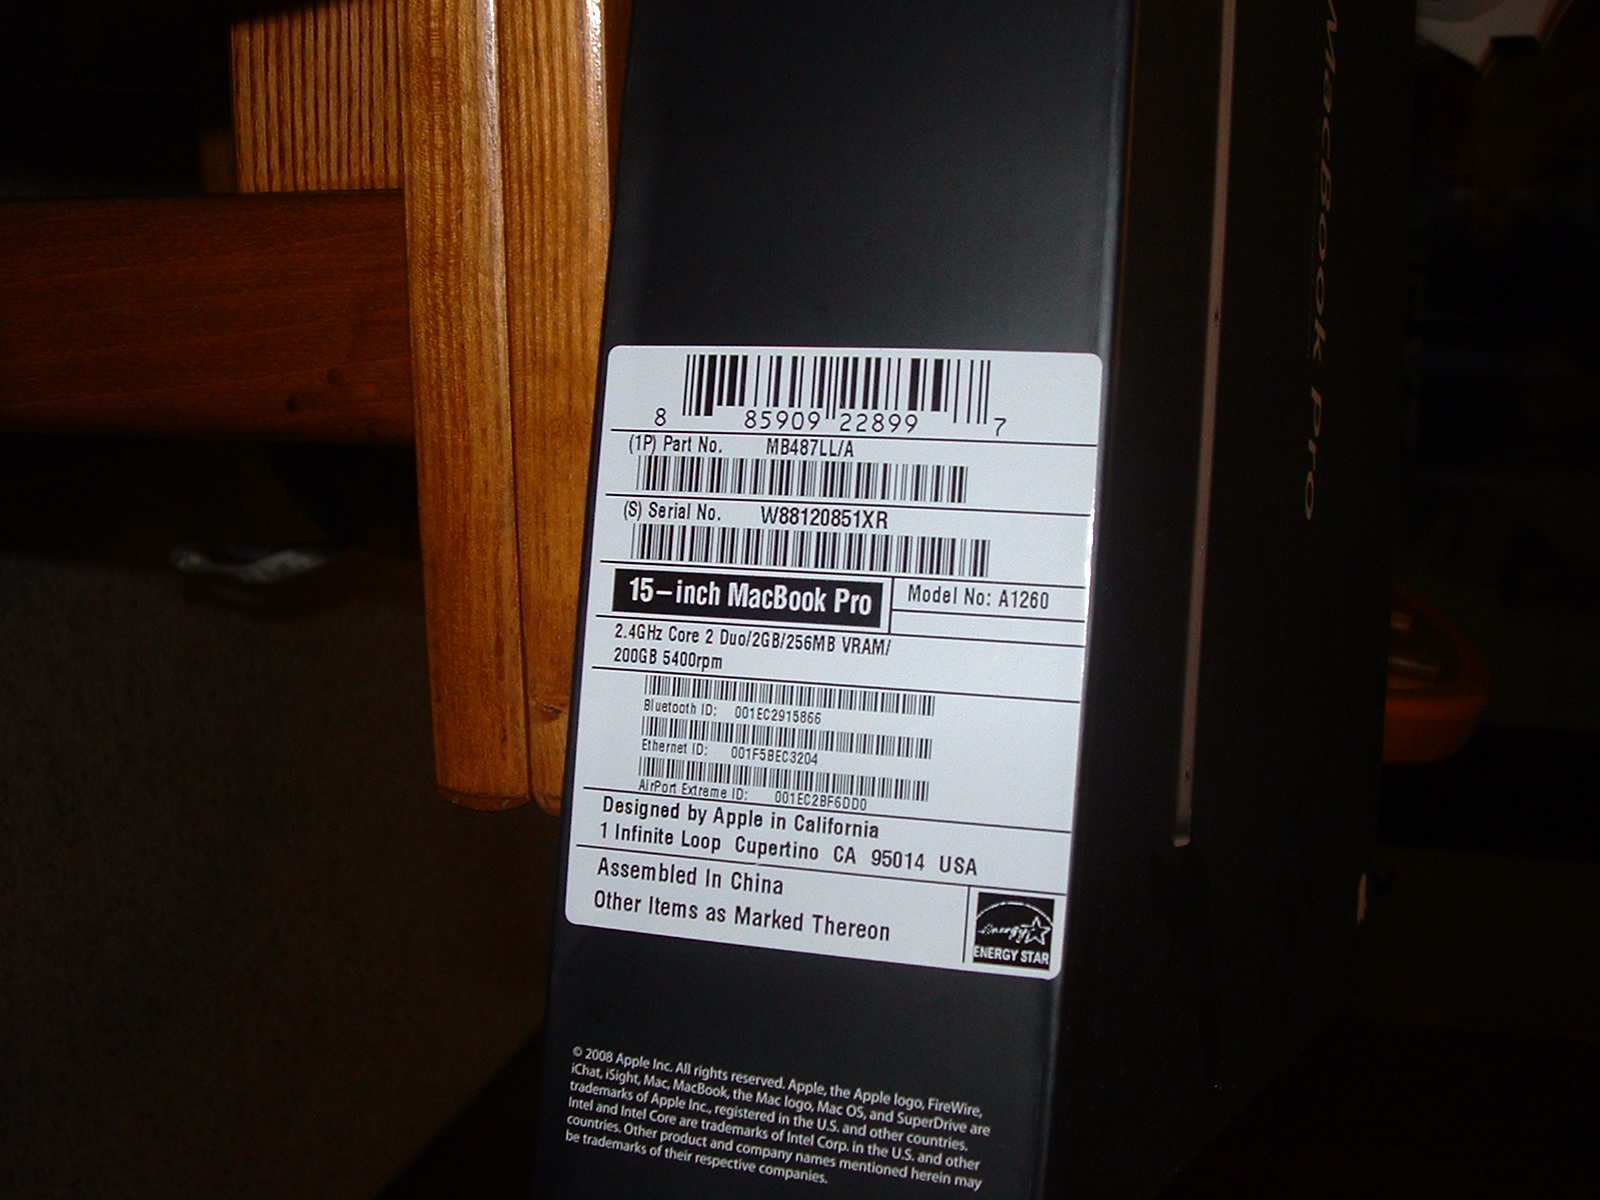 MacBook Pro
8 85909 22899 7
(1P) Part No. MB487LL/A
(S) Serial No. W88120851XR
15-inch MacBook Pro
Model No: A1260
2.4GHz Core 2 Duo/2GB/256MB VRAM/
200GB 5400rpm
Bluetooth ID: 001EC2915866
Ethernet ID: 001F5BEC3204
AirPort Extreme ID: 001EC2BF6DD0
Designed by Apple in California
1 Infinite Loop Cupertino CA 95014 USA
Assembled In China
Other Items as Marked Thereon
energy
ENERGY STAR
© 2008 Apple Inc. All rights reserved. Apple, the Apple logo, FireWire,
iChat, iSight, Mac, MacBook, the Mac logo, Mac OS, and SuperDrive are
trademarks of Apple Inc., registered in the U.S. and other countries.
Intel and Intel Core are trademarks of Intel Corp. in the U.S. and other
countries. Other product and company names mentioned herein may
be trademarks of their respective companies.